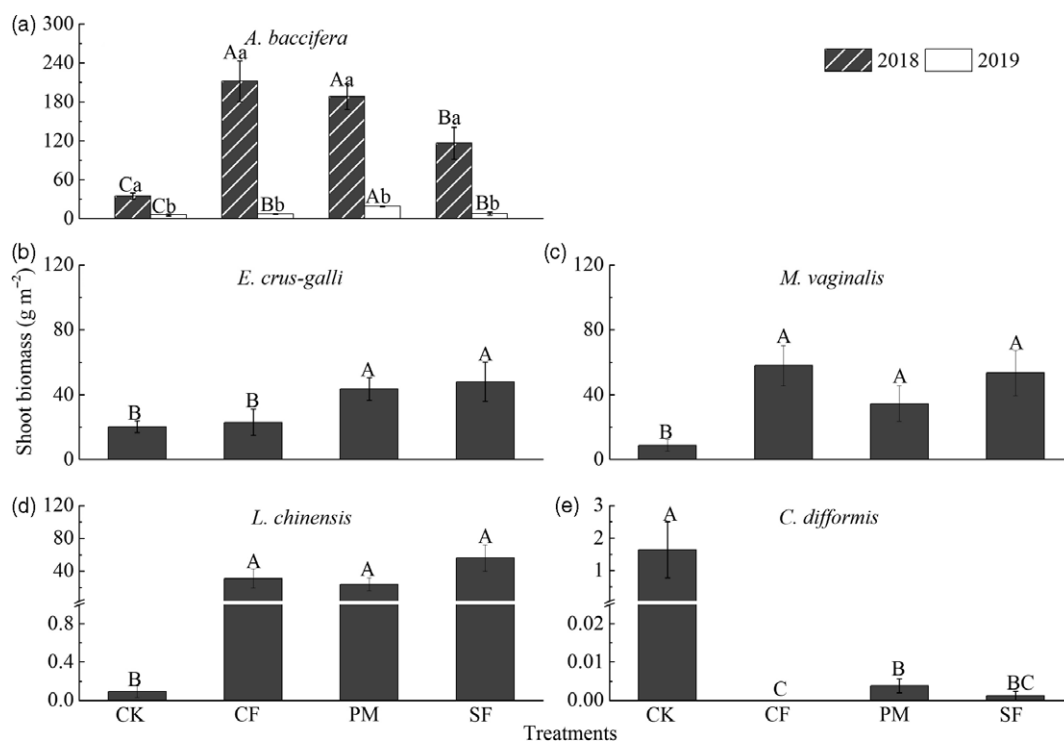 (a)
A. baccifera
2018
2019
300
240
180
120
60
0
Ca
Cb
Aa
Bb
Aa
Ab
Ba
Bb
Shoot biomass (g m⁻²)
(b)
E. crus-galli
120
80
40
0
B
B
A
A
(c)
M. vaginalis
120
80
40
0
B
A
A
A
(d)
L. chinensis
120
80
40
0.8
0.4
0.0
B
A
A
A
CK
CF
PM
SF
(e)
C. difformis
3
2
1
0.02
0.01
0.00
A
C
B
BC
CK
CF
PM
SF
Treatments